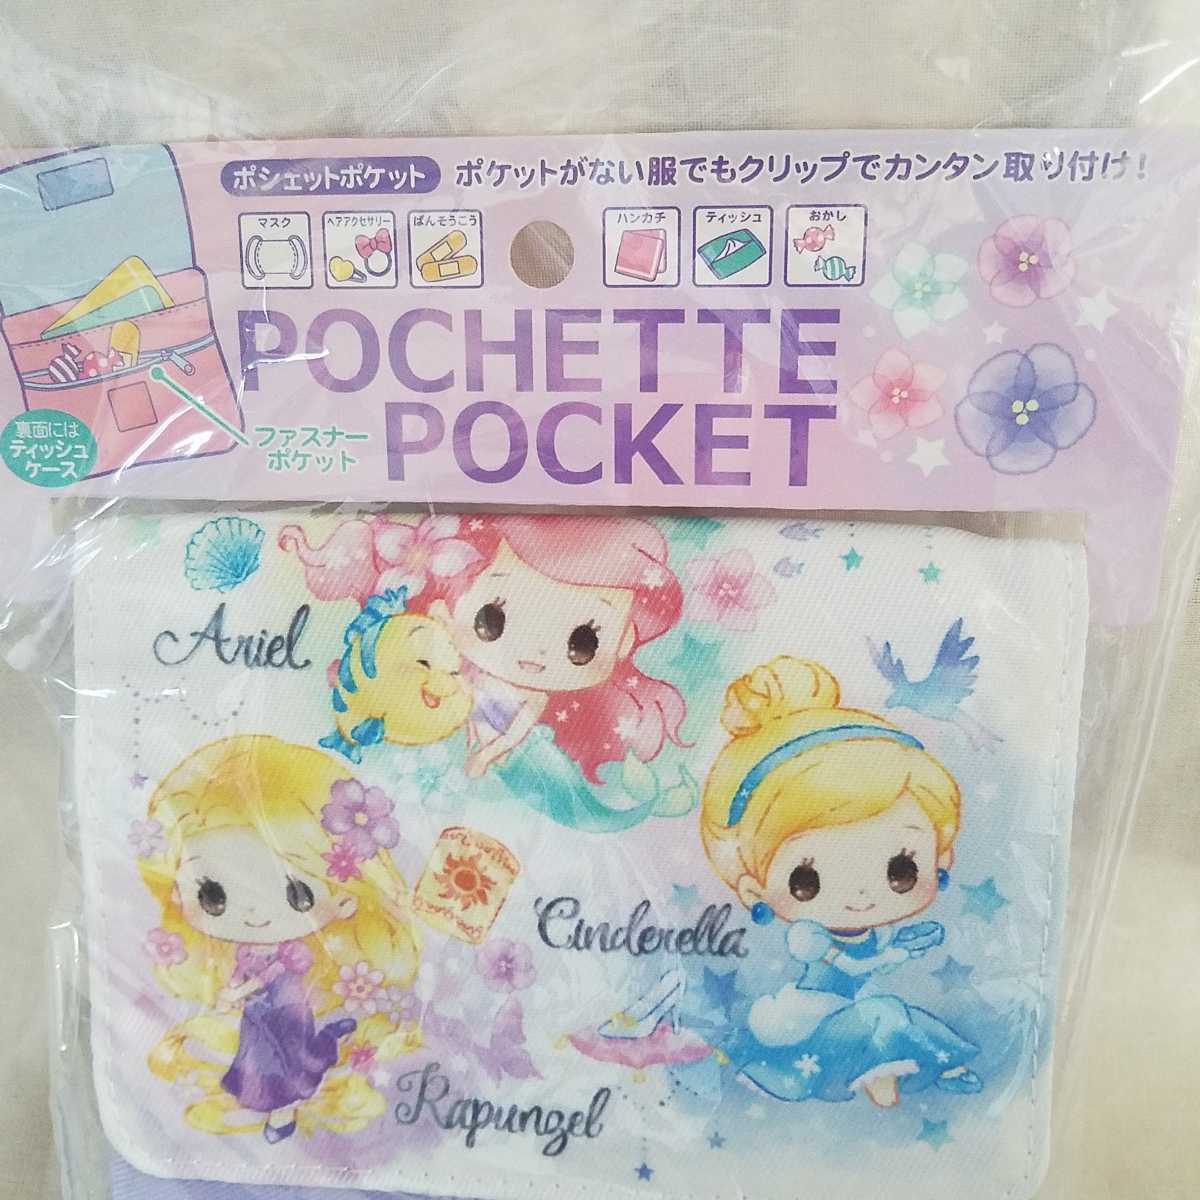 ポシェットポケット ポケットがない服でもクリップでカンタン取り付け!
マスク ヘアアクセサリー ばんそうこう ハンカチ ティッシュ おかし
POCHETTE
POCKET
ファスナー
ポケット
裏面には
ティッシュ
ケース
Ariel
Cinderella
Rapunzel